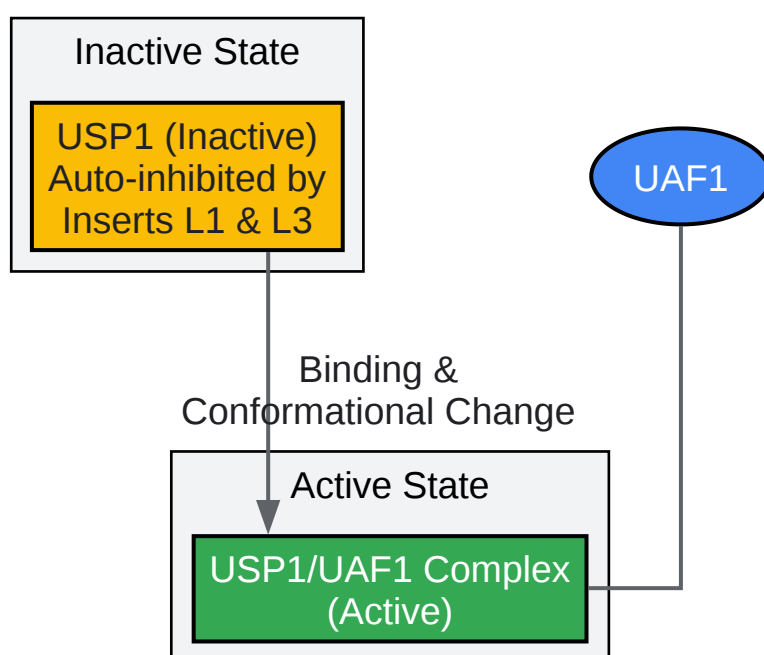 Inactive State
USP1 (Inactive)
Auto-inhibited by
Inserts L1 & L3
UAF1
Binding &
Conformational Change
Active State
USP1/UAF1 Complex
(Active)